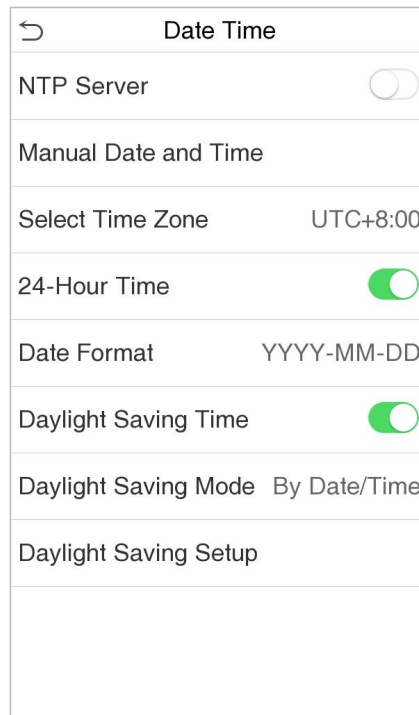 Date Time
NTP Server
Manual Date and Time
Select Time Zone UTC+8:00
24-Hour Time
Date Format YYYY-MM-DD
Daylight Saving Time
Daylight Saving Mode By Date/Time
Daylight Saving Setup